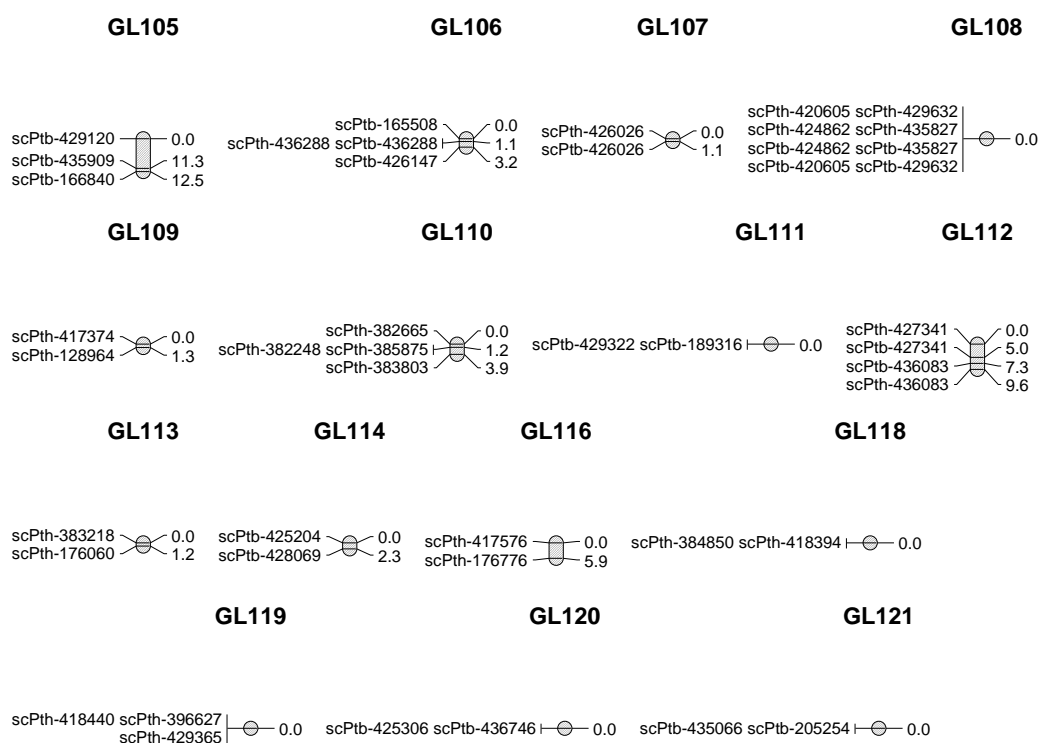 GL105 GL106 GL107 GL108
scPtb-429120 0.0
scPtb-435909 11.3
scPtb-166840 12.5
scPtb-165508 0.0
scPth-436288 scPtb-436288 1.1
scPtb-426147 3.2
scPth-426026 0.0
scPtb-426026 1.1
scPth-420605 scPth-429632
scPth-424862 scPth-435827
scPtb-424862 scPtb-435827
scPtb-420605 scPtb-429632
0.0
GL109 GL110 GL111 GL112
scPth-417374 0.0
scPth-128964 1.3
scPth-382665 0.0
scPth-382248 scPth-385875 1.2
scPth-383803 3.9
scPtb-429322 scPtb-189316 0.0
scPth-427341 0.0
scPtb-427341 5.0
scPtb-436083 7.3
scPth-436083 9.6
GL113 GL114 GL116 GL118
scPth-383218 0.0
scPth-176060 1.2
scPtb-425204 0.0
scPtb-428069 2.3
scPth-417576 0.0
scPth-176776 5.9
scPth-384850 scPth-418394 0.0
GL119 GL120 GL121
scPth-418440 scPth-396627
scPth-429365
0.0
scPtb-425306 scPtb-436746 0.0
scPtb-435066 scPtb-205254 0.0